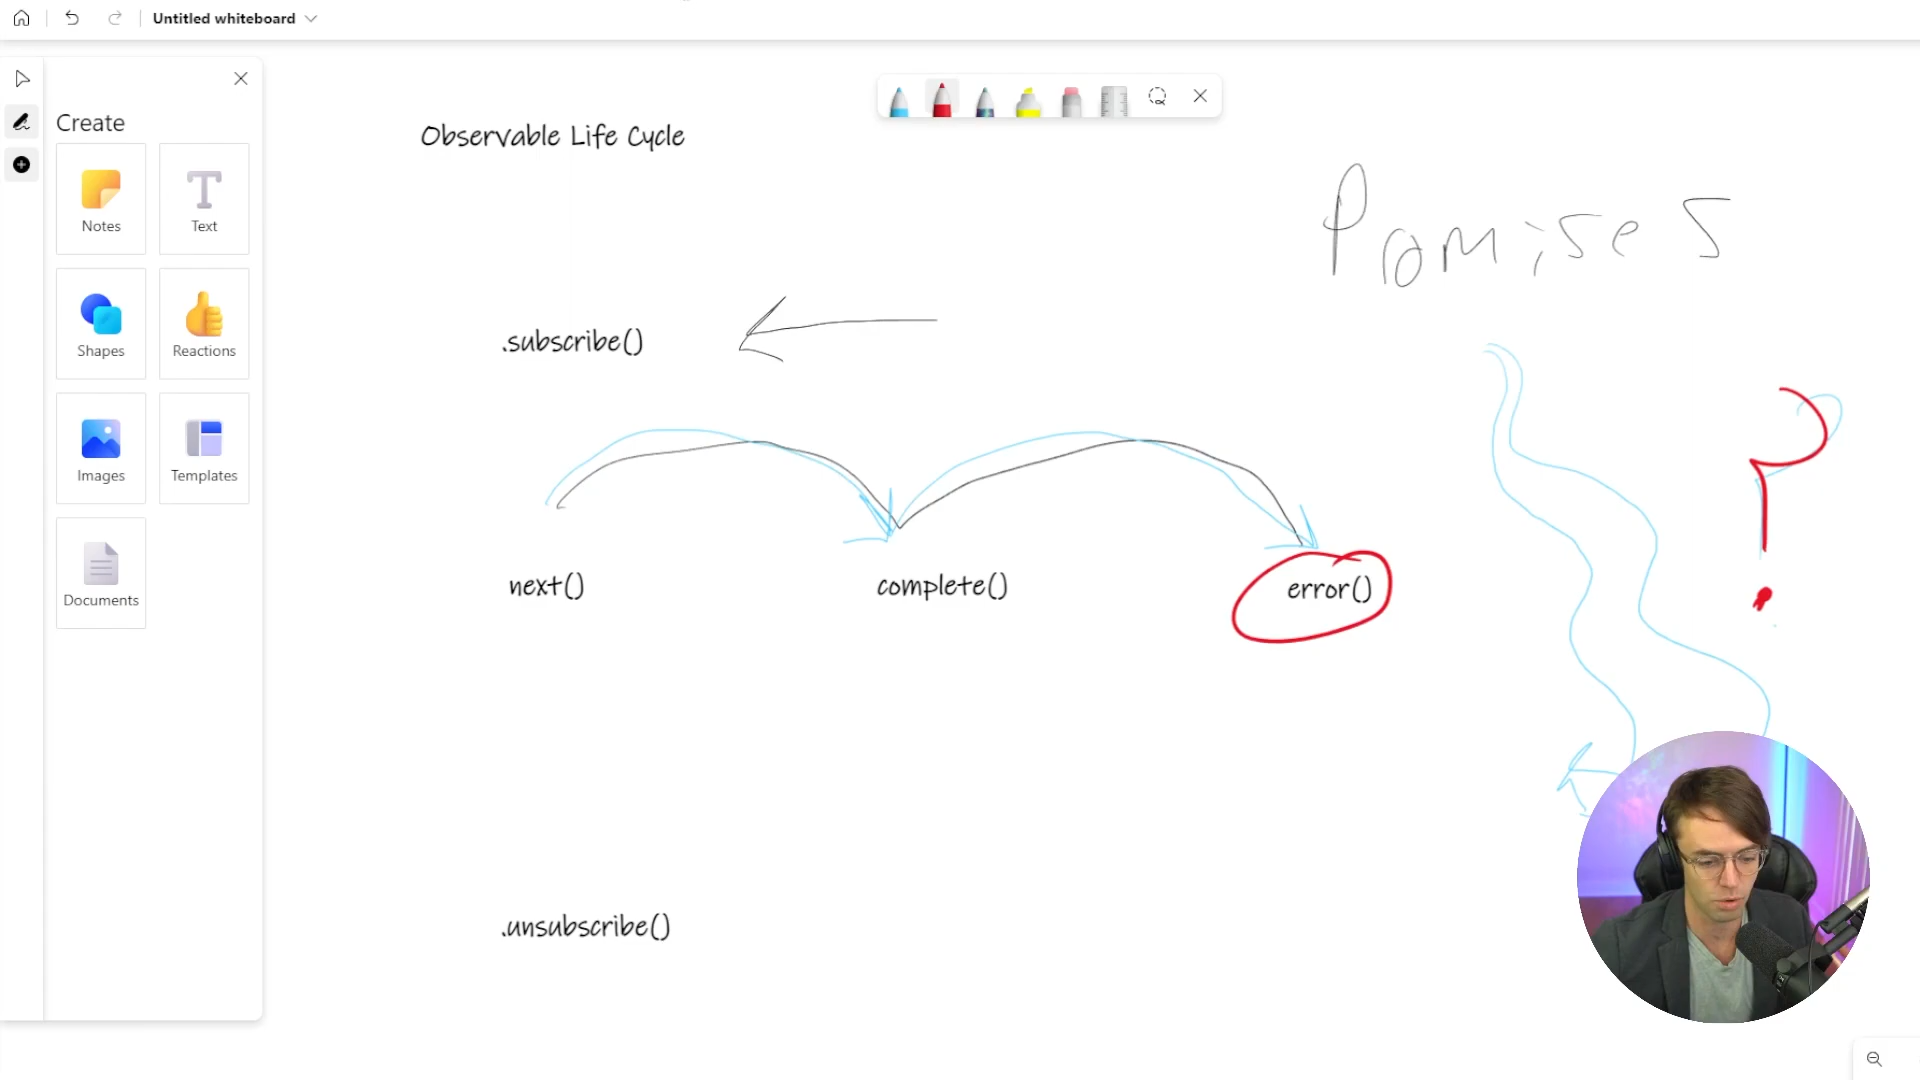 Untitled whiteboard
Create
Notes
Text
Shapes
Reactions
Images
Templates
Documents
Observable Life Cycle
Promises
.subscribe()
next()
complete()
error()
?
.unsubscribe()